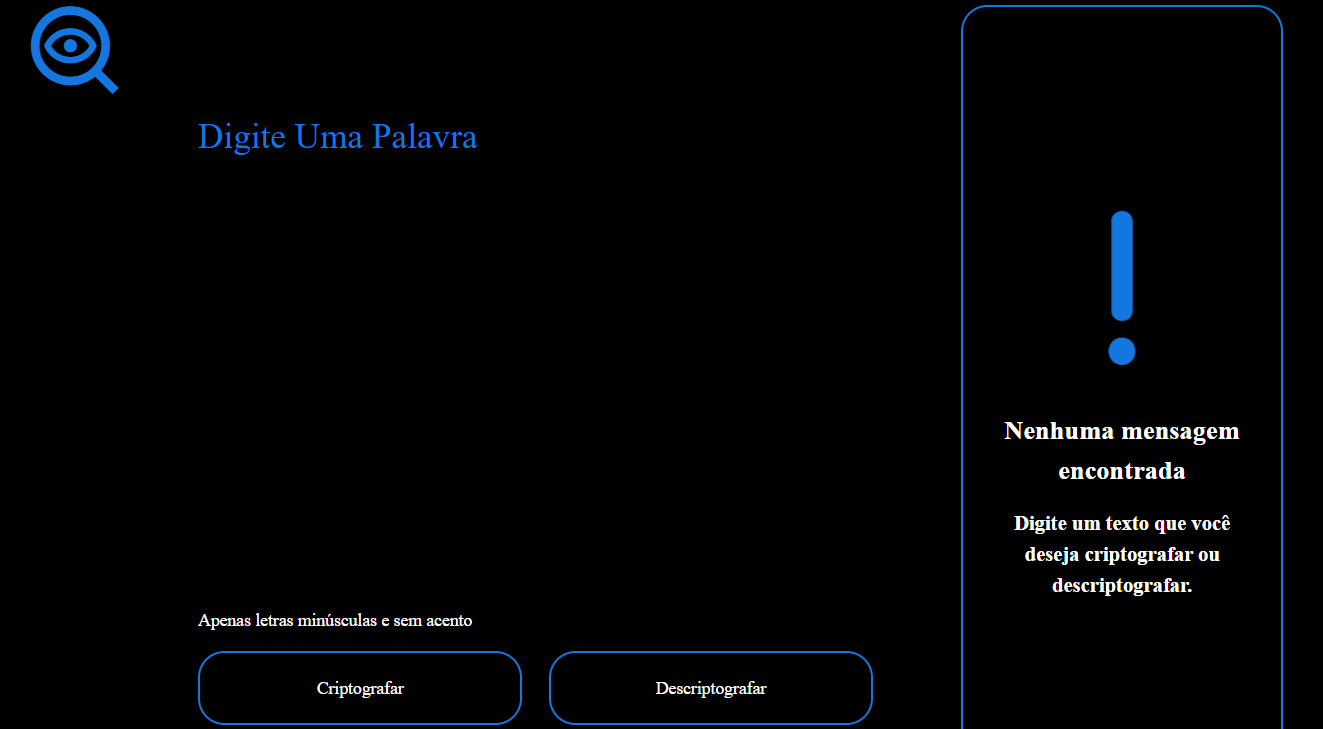 Digite Uma Palavra
Apenas letras minúsculas e sem acento
Criptografar
Descriptografar
Nenhuma mensagem
encontrada
Digite um texto que você
deseja criptografar ou
descriptografar.